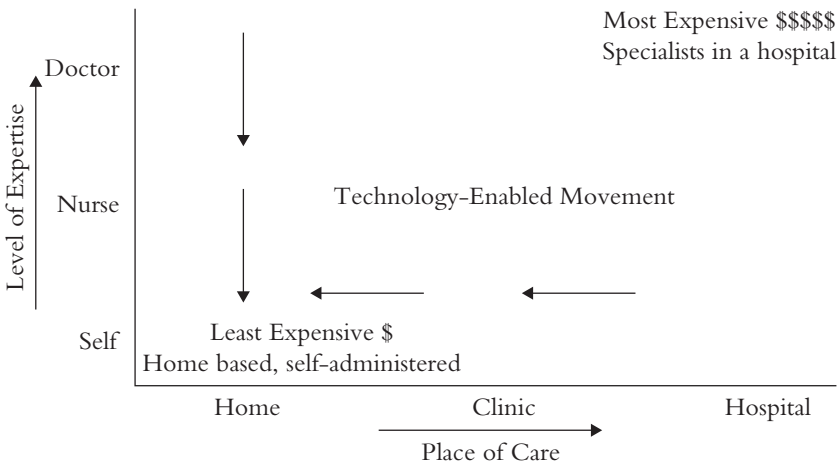 Most Expensive $$$$$
Specialists in a hospital
Doctor
Level of Expertise
Nurse
Technology-Enabled Movement
Self
Least Expensive $
Home based, self-administered
Home
Clinic
Hospital
Place of Care